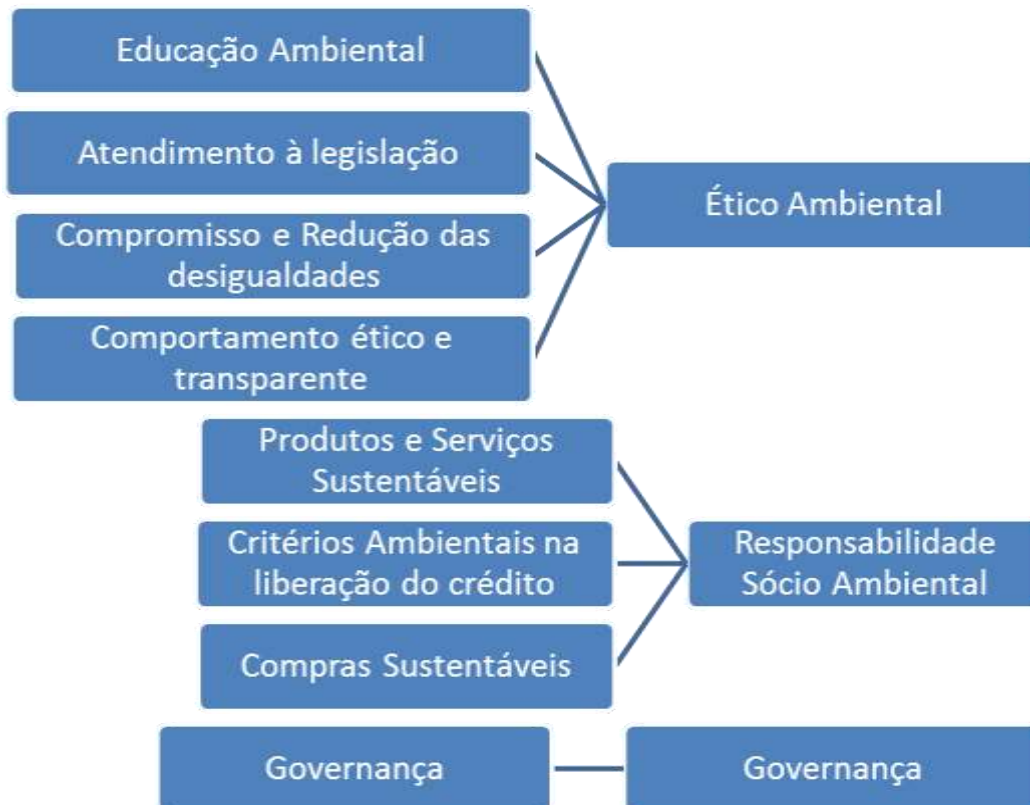 Educação Ambiental
Atendimento à legislação
Compromisso e Redução das
desigualdades
Comportamento ético e
transparente
Ético Ambiental
Produtos e Serviços
Sustentáveis
Critérios Ambientais na
liberação do crédito
Compras Sustentáveis
Responsabilidade
Sócio Ambiental
Governança
Governança